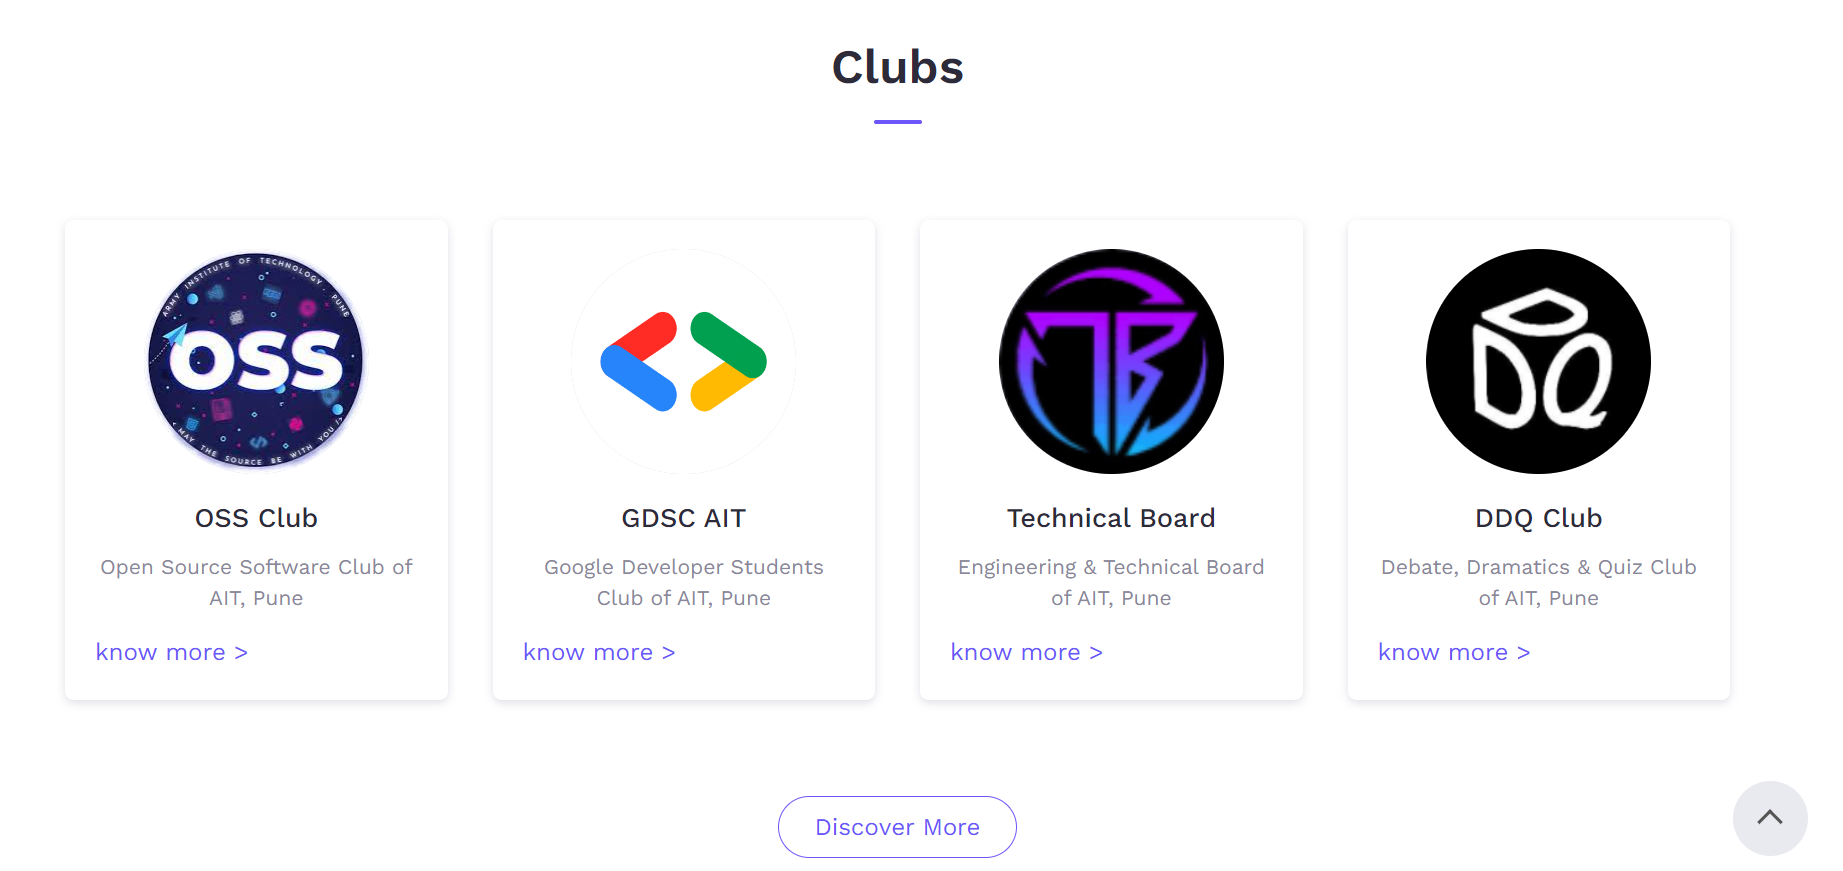 Clubs
ARMY INSTITUTE OF TECHNOLOGY, PUNE
OSS
MAY THE SOURCE BE WITH YOU
TB
DDQ
OSS Club
GDSC AIT
Technical Board
DDQ Club
Open Source Software Club of
AIT, Pune
Google Developer Students
Club of AIT, Pune
Engineering & Technical Board
of AIT, Pune
Debate, Dramatics & Quiz Club
of AIT, Pune
know more >
know more >
know more >
know more >
Discover More